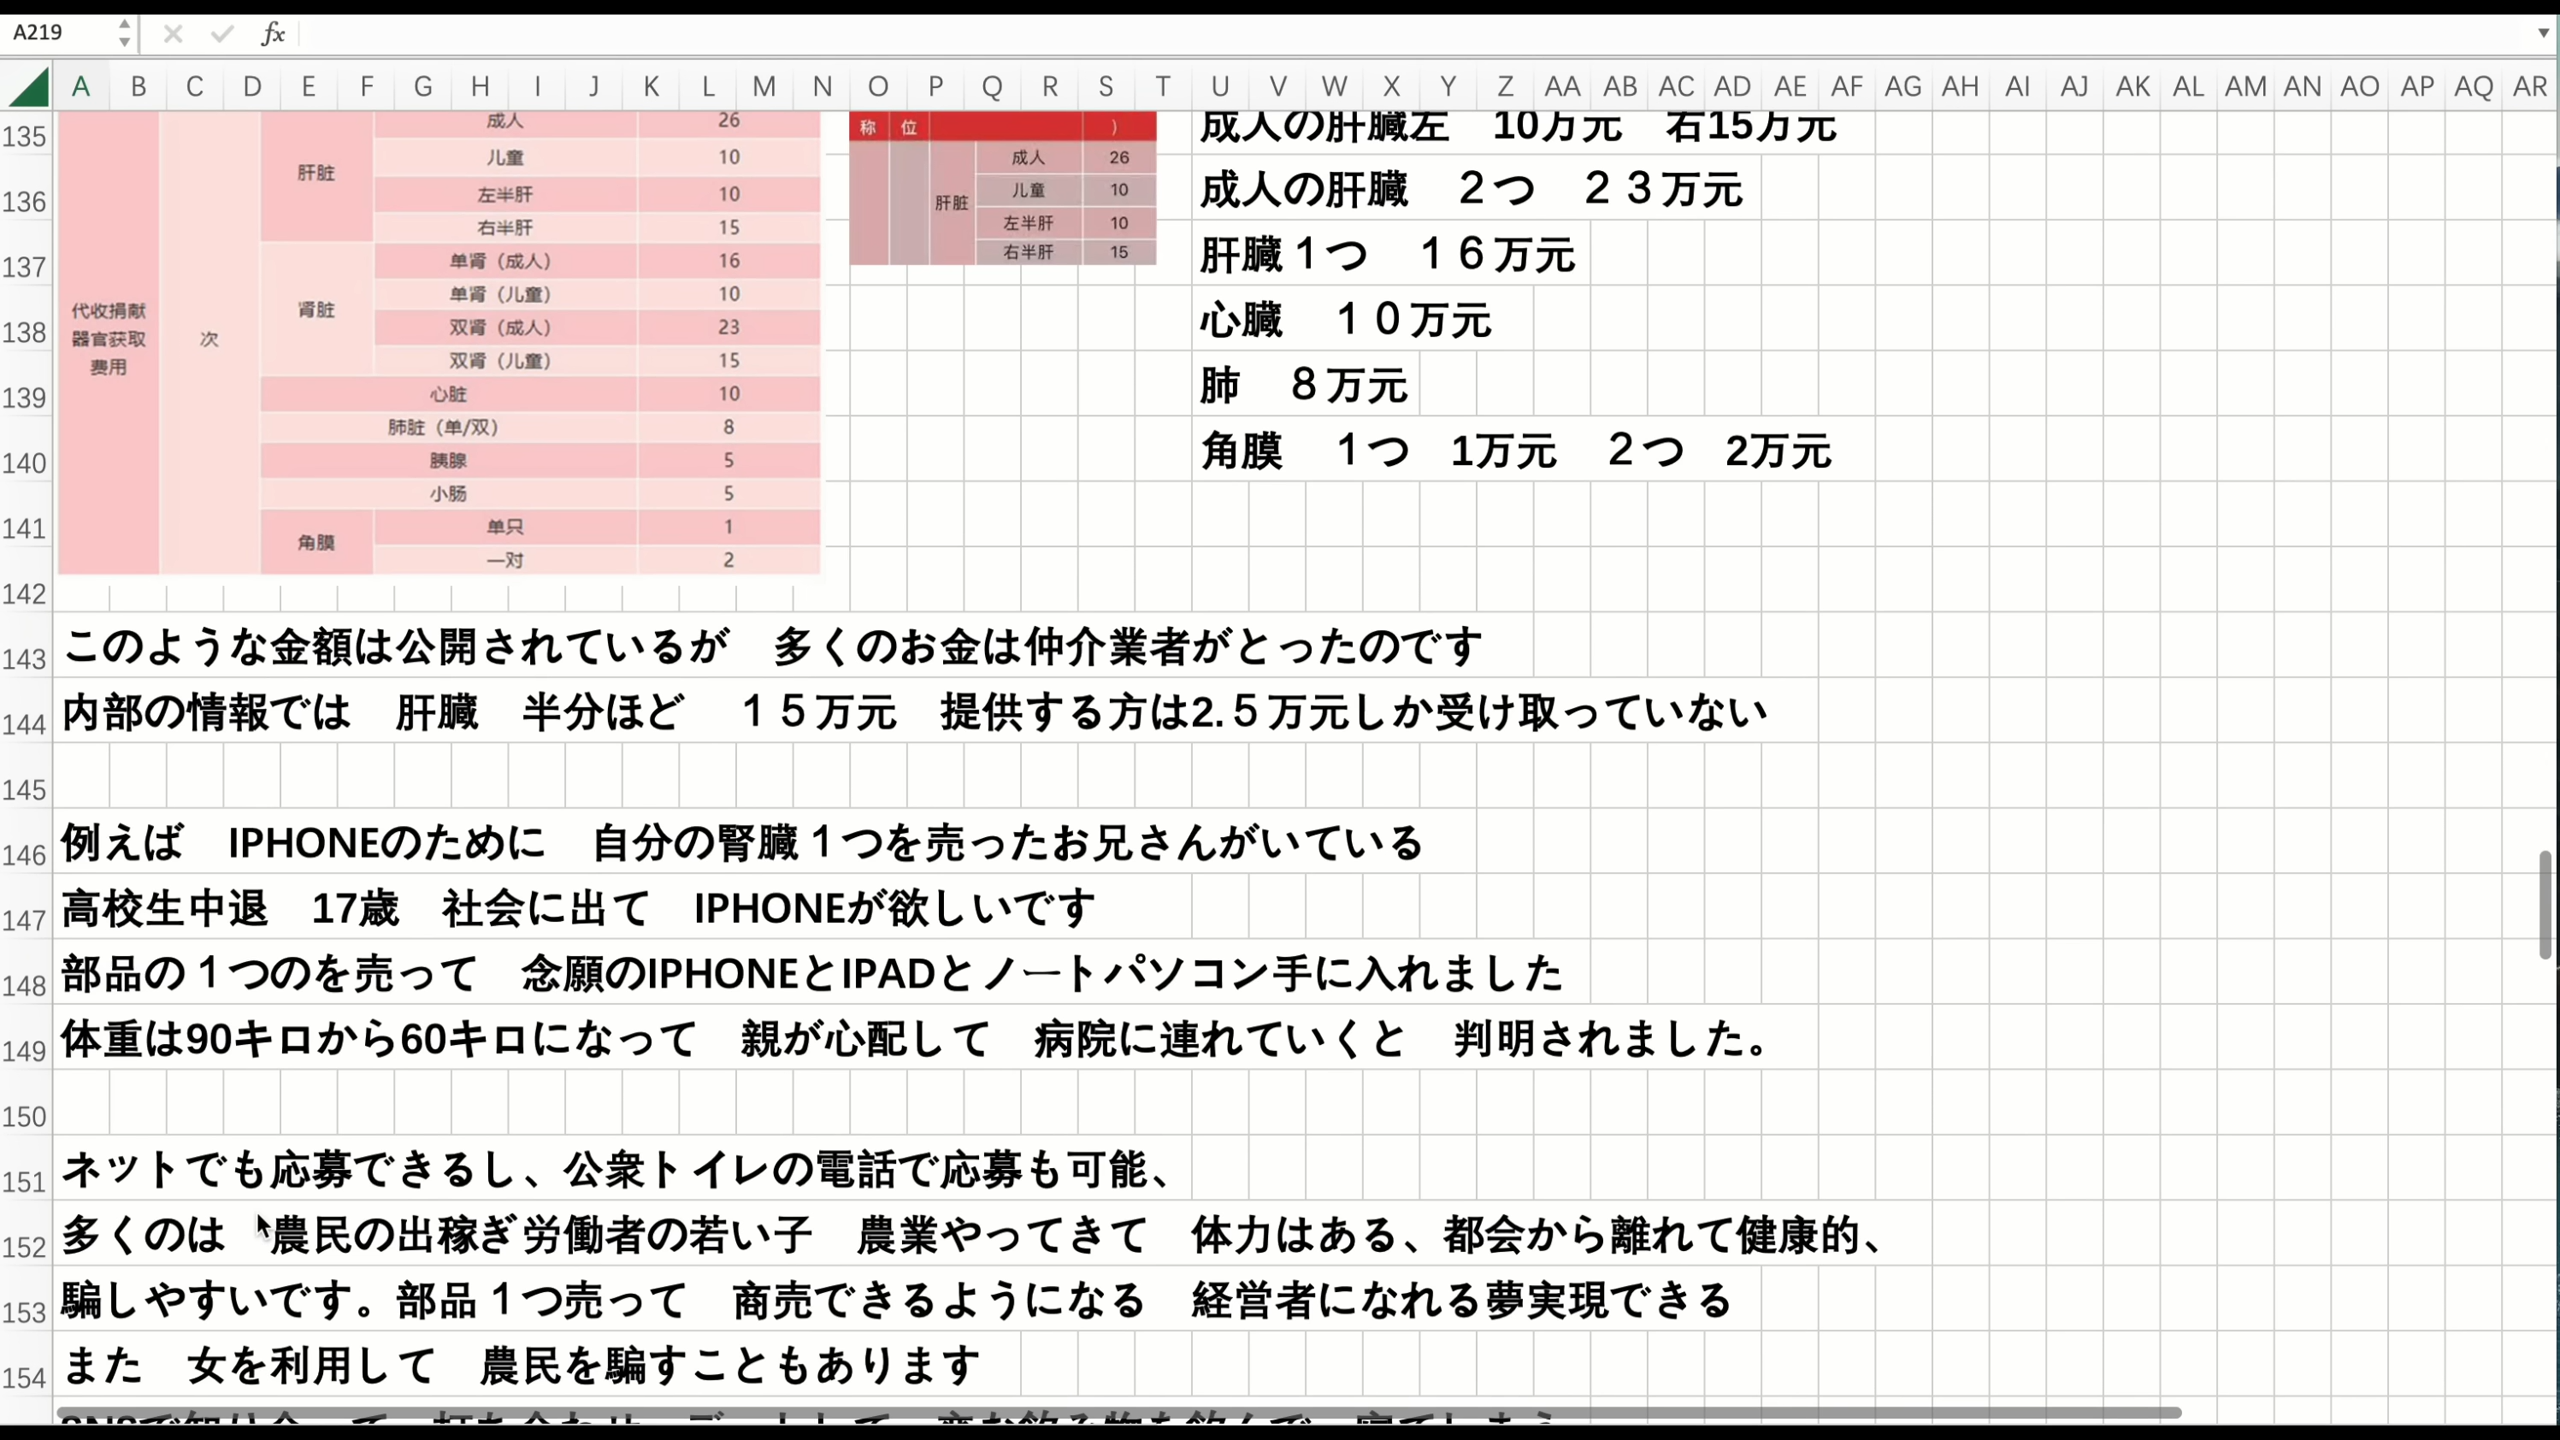 A219
fx
A B C D E F G H I J K L M N O P Q R S T U V W X Y Z AA AB AC AD AE AF AG AH AI AJ AK AL AM AN AO AP AQ AR
135
136
137
138
139
140
141
142
143
144
145
146
147
148
149
150
151
152
153
154
代收捐献
器官获取
费用
次
肝脏
成人 26
儿童 10
左半肝 10
右半肝 15
肾脏
单肾（成人） 16
单肾（儿童） 10
双肾（成人） 23
双肾（儿童） 15
心脏 10
肺脏（单/双） 8
胰腺 5
小肠 5
角膜
单只 1
一对 2
称 位 ）
肝脏
成人 26
儿童 10
左半肝 10
右半肝 15
成人の肝臓左　10万元　右15万元
成人の肝臓　２つ　２３万元
肝臓１つ　１６万元
心臓　１０万元
肺　８万元
角膜　１つ　1万元　２つ　2万元
このような金額は公開されているが　多くのお金は仲介業者がとったのです
内部の情報では　肝臓　半分ほど　１５万元　提供する方は2.５万元しか受け取っていない
例えば　IPHONEのために　自分の腎臓１つを売ったお兄さんがいている
高校生中退　17歳　社会に出て　IPHONEが欲しいです
部品の１つのを売って　念願のIPHONEとIPADとノートパソコン手に入れました
体重は90キロから60キロになって　親が心配して　病院に連れていくと　判明されました。
ネットでも応募できるし、公衆トイレの電話で応募も可能、
多くのは　農民の出稼ぎ労働者の若い子　農業やってきて　体力はある、都会から離れて健康的、
騙しやすいです。部品１つ売って　商売できるようになる　経営者になれる夢実現できる
また　女を利用して　農民を騙すこともあります